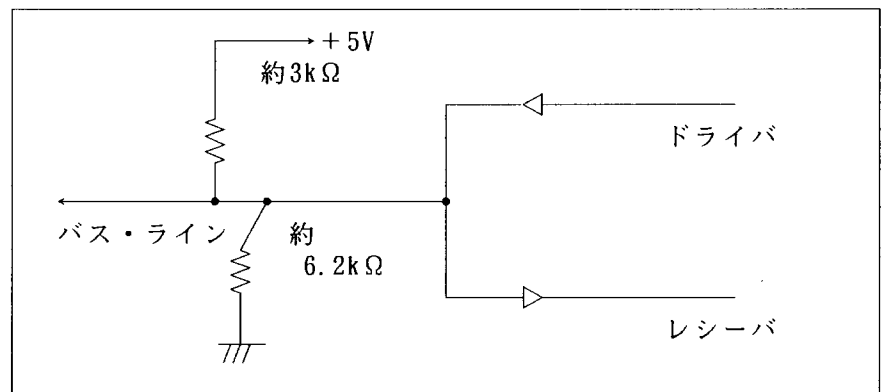 +5V
約3kΩ
ドライバ
バス・ライン
約
6.2kΩ
レシーバ